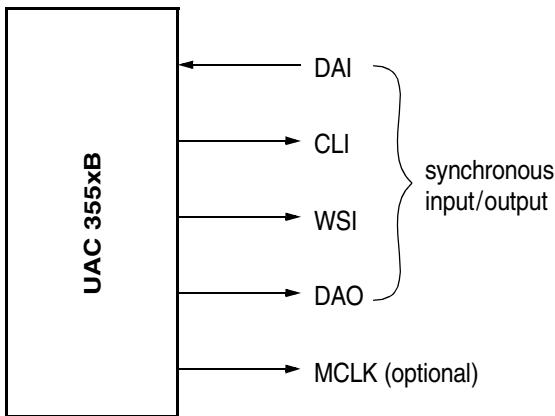 UAC 355xB
DAI
CLI
WSI
DAO
MCLK (optional)
synchronous
input/output